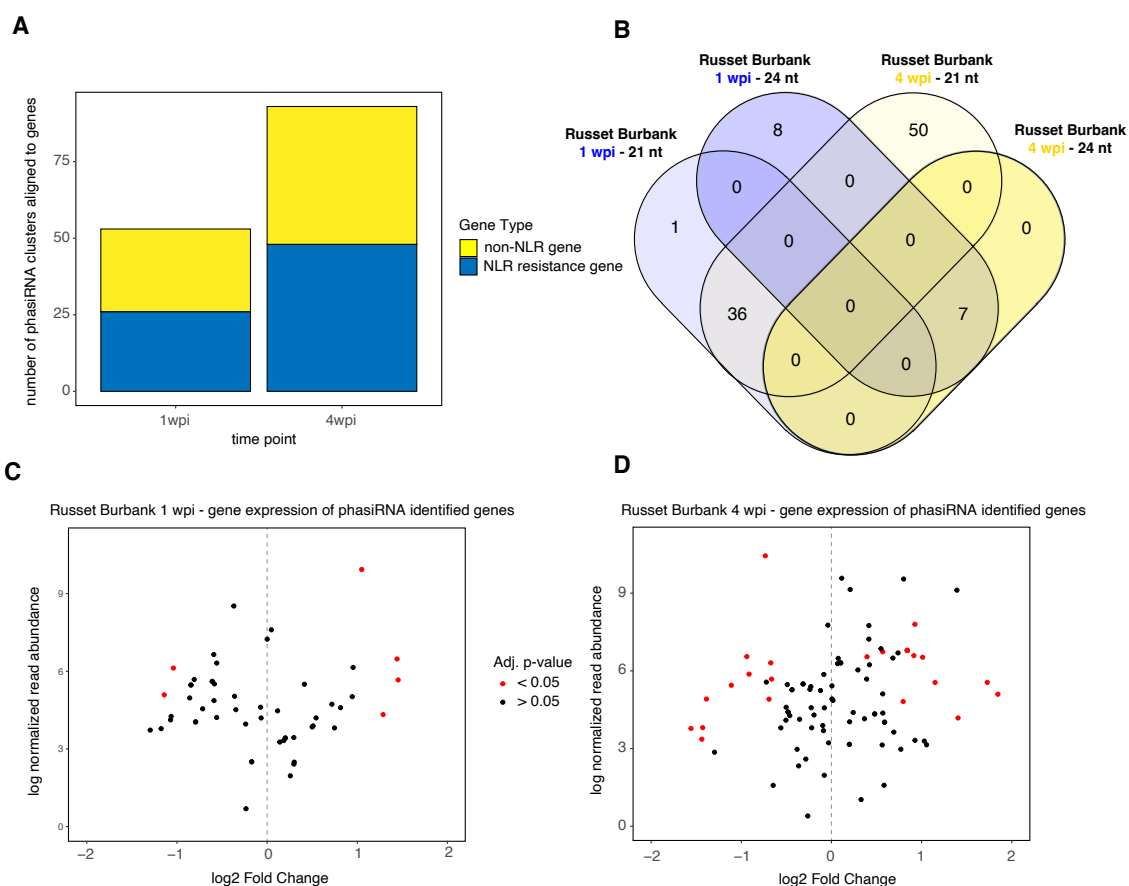 A
number of phasiRNA clusters aligned to genes
75
50
25
0
1wpi
4wpi
time point
Gene Type
non-NLR gene
NLR resistance gene
B
Russet Burbank
1 wpi - 21 nt
Russet Burbank
1 wpi - 24 nt
Russet Burbank
4 wpi - 21 nt
Russet Burbank
4 wpi - 24 nt
8
50
0
0
0
1
0
0
0
36
0
7
0
0
0
C
Russet Burbank 1 wpi - gene expression of phasiRNA identified genes
log normalized read abundance
9
6
3
0
−2
−1
0
1
2
log2 Fold Change
Adj. p-value
< 0.05
> 0.05
D
Russet Burbank 4 wpi - gene expression of phasiRNA identified genes
log normalized read abundance
9
6
3
0
−2
−1
0
1
2
log2 Fold Change